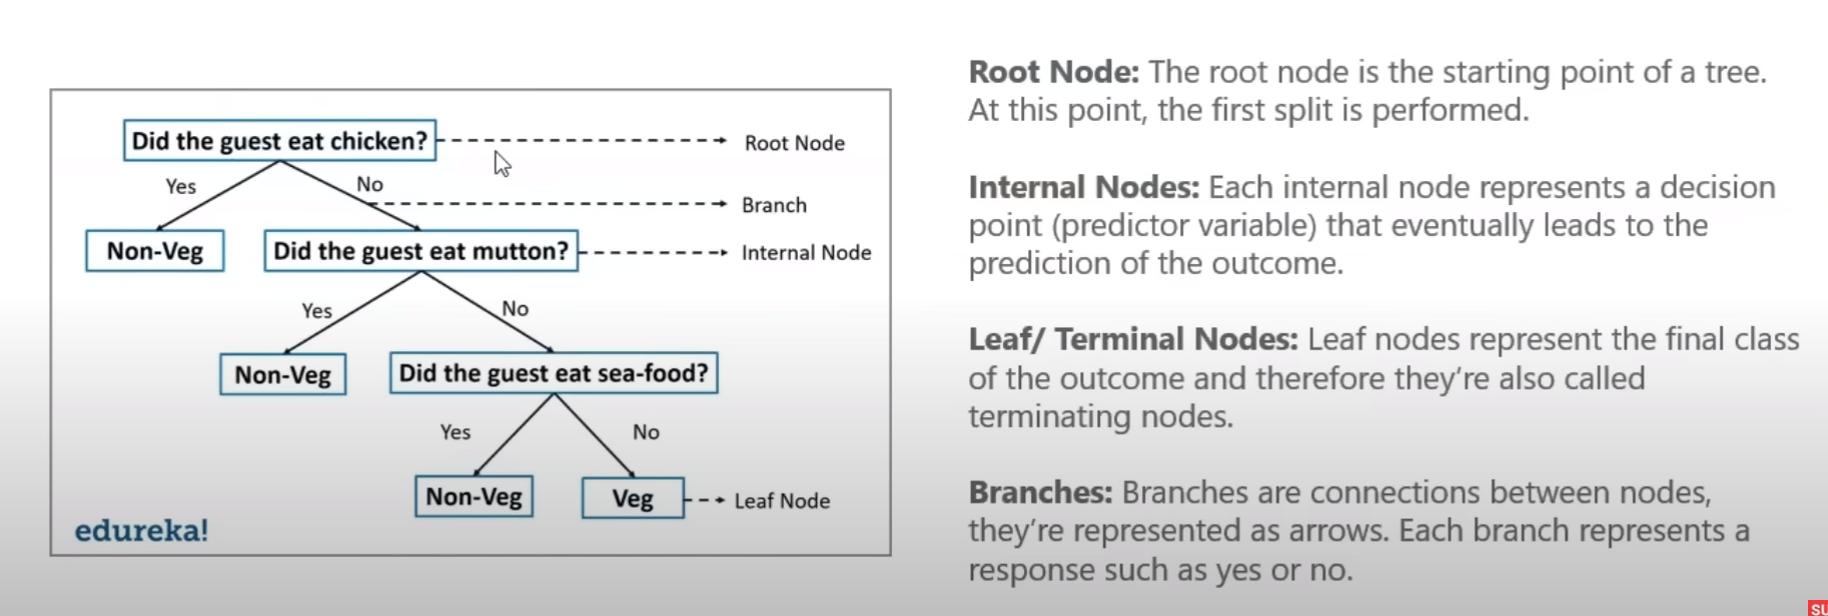 Did the guest eat chicken?
Root Node
Yes
No
Branch
Non-Veg
Did the guest eat mutton?
Internal Node
Yes
No
Non-Veg
Did the guest eat sea-food?
Yes
No
Non-Veg
Veg
Leaf Node
edureka!
Root Node: The root node is the starting point of a tree.
At this point, the first split is performed.
Internal Nodes: Each internal node represents a decision
point (predictor variable) that eventually leads to the
prediction of the outcome.
Leaf/ Terminal Nodes: Leaf nodes represent the final class
of the outcome and therefore they're also called
terminating nodes.
Branches: Branches are connections between nodes,
they're represented as arrows. Each branch represents a
response such as yes or no.
SU